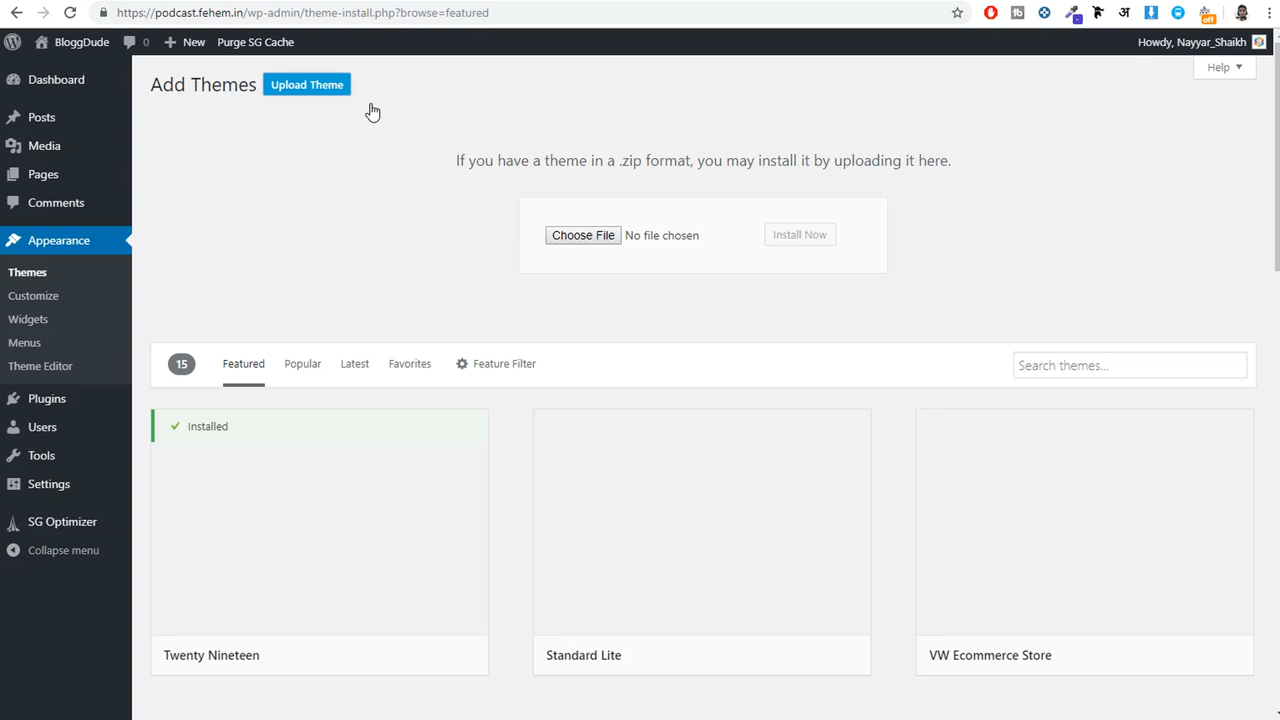 https://podcast.fehem.in/wp-admin/theme-install.php?browse=featured
BloggDude 0 New Purge SG Cache Howdy, Nayyar_Shaikh
Dashboard
Posts
Media
Pages
Comments
Appearance
Themes
Customize
Widgets
Menus
Theme Editor
Plugins
Users
Tools
Settings
SG Optimizer
Collapse menu
Help
Add Themes Upload Theme
If you have a theme in a .zip format, you may install it by uploading it here.
Choose File No file chosen Install Now
15 Featured Popular Latest Favorites Feature Filter Search themes...
Installed
Twenty Nineteen Standard Lite VW Ecommerce Store